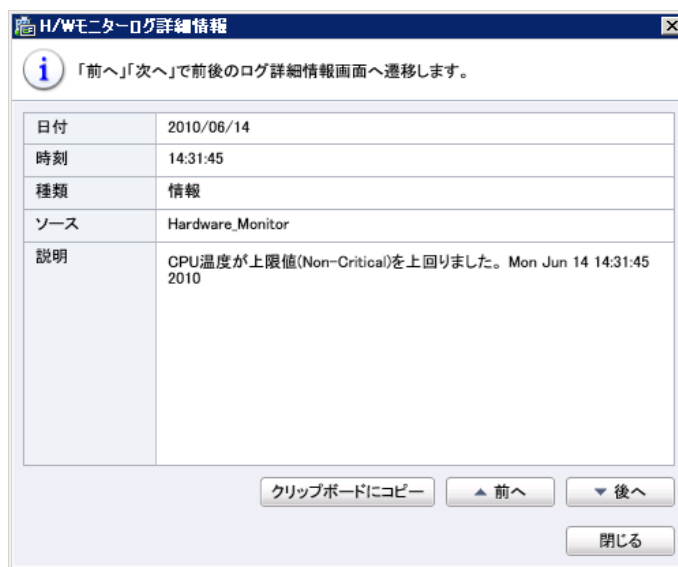 H/Wモニターログ詳細情報
「前へ」「次へ」で前後のログ詳細情報画面へ遷移します。
日付 2010/06/14
時刻 14:31:45
種類 情報
ソース Hardware_Monitor
説明 CPU温度が上限値(Non-Critical)を上回りました。Mon Jun 14 14:31:45
2010
クリップボードにコピー ▲ 前へ ▼ 後へ
閉じる